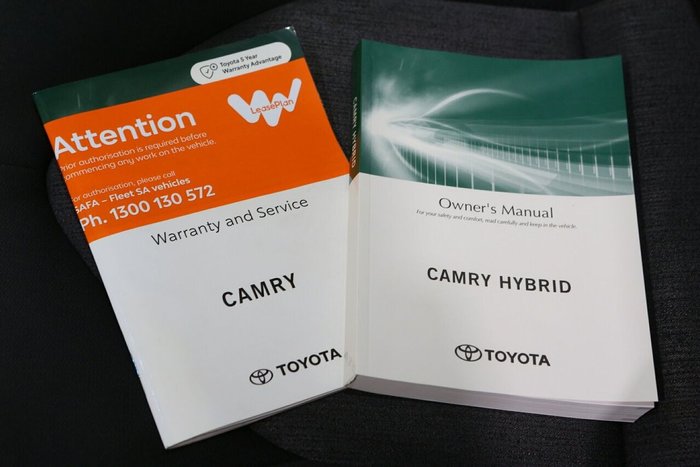 Toyota 5 Year
Warranty Advantage
LeasePlan
Attention
rior authorisation is required before
ommencing any work on the vehicle.
or authorisation, please call
SAFA – Fleet SA vehicles
Ph. 1300 130 572
Warranty and Service
CAMRY
TOYOTA
CAMRY HYBRID
Owner's Manual
For your safety and comfort, read carefully and keep in the vehicle.
CAMRY HYBRID
TOYOTA